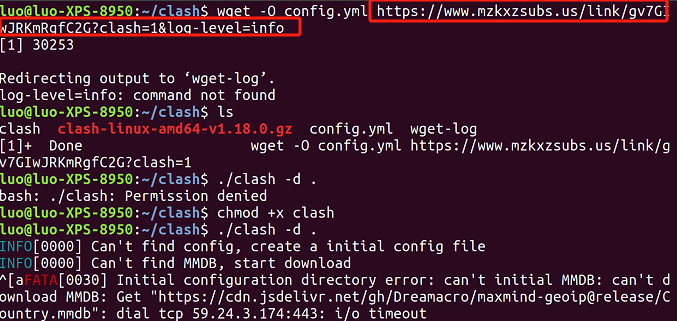 luo@luo-XPS-8950:~/clash$ wget -O config.yml https://www.mzkxzsubs.us/link/gv7GI
wJRKmRgfC2G?clash=1&log-level=info
[1] 30253
Redirecting output to ‘wget-log’.
log-level=info: command not found
luo@luo-XPS-8950:~/clash$ ls
clash  clash-linux-amd64-v1.18.0.gz  config.yml  wget-log
[1]+  Done                    wget -O config.yml https://www.mzkxzsubs.us/link/g
v7GIwJRKmRgfC2G?clash=1
luo@luo-XPS-8950:~/clash$ ./clash -d .
bash: ./clash: Permission denied
luo@luo-XPS-8950:~/clash$ chmod +x clash
luo@luo-XPS-8950:~/clash$ ./clash -d .
INFO[0000] Can't find config, create a initial config file
INFO[0000] Can't find MMDB, start download
^[aFATA[0030] Initial configuration directory error: can't initial MMDB: can't d
ownload MMDB: Get "https://cdn.jsdelivr.net/gh/Dreamacro/maxmind-geoip@release/C
ountry.mmdb": dial tcp 59.24.3.174:443: i/o timeout